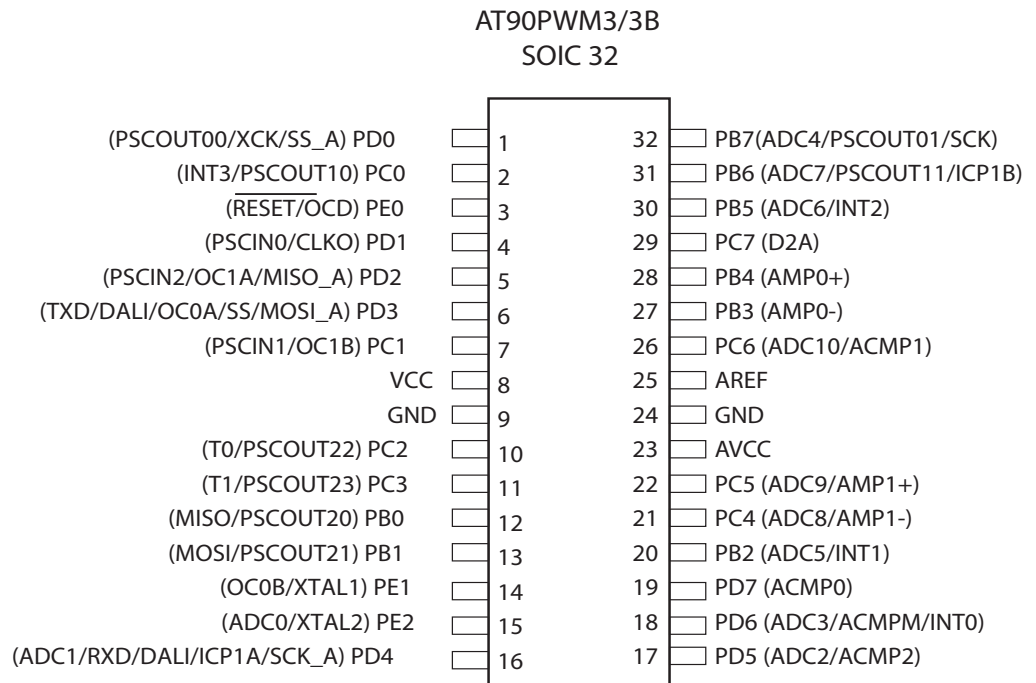 AT90PWM3/3B
SOIC 32
(PSCOUT00/XCK/SS_A) PD0 1 32 PB7(ADC4/PSCOUT01/SCK)
(INT3/PSCOUT10) PC0 2 31 PB6 (ADC7/PSCOUT11/ICP1B)
(RESET/OCD) PE0 3 30 PB5 (ADC6/INT2)
(PSCIN0/CLKO) PD1 4 29 PC7 (D2A)
(PSCIN2/OC1A/MISO_A) PD2 5 28 PB4 (AMP0+)
(TXD/DALI/OC0A/SS/MOSI_A) PD3 6 27 PB3 (AMP0-)
(PSCIN1/OC1B) PC1 7 26 PC6 (ADC10/ACMP1)
VCC 8 25 AREF
GND 9 24 GND
(T0/PSCOUT22) PC2 10 23 AVCC
(T1/PSCOUT23) PC3 11 22 PC5 (ADC9/AMP1+)
(MISO/PSCOUT20) PB0 12 21 PC4 (ADC8/AMP1-)
(MOSI/PSCOUT21) PB1 13 20 PB2 (ADC5/INT1)
(OC0B/XTAL1) PE1 14 19 PD7 (ACMP0)
(ADC0/XTAL2) PE2 15 18 PD6 (ADC3/ACMPM/INT0)
(ADC1/RXD/DALI/ICP1A/SCK_A) PD4 16 17 PD5 (ADC2/ACMP2)